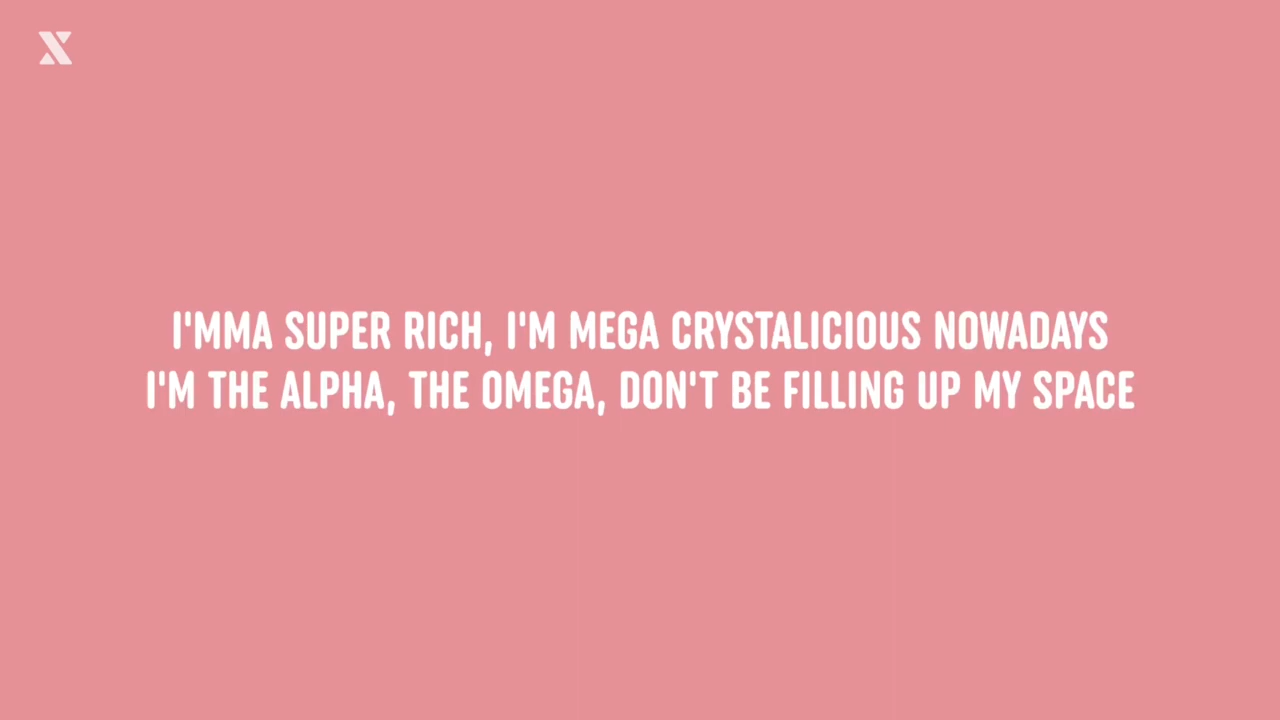 I'MMA SUPER RICH, I'M MEGA CRYSTALICIOUS NOWADAYS
I'M THE ALPHA, THE OMEGA, DON'T BE FILLING UP MY SPACE